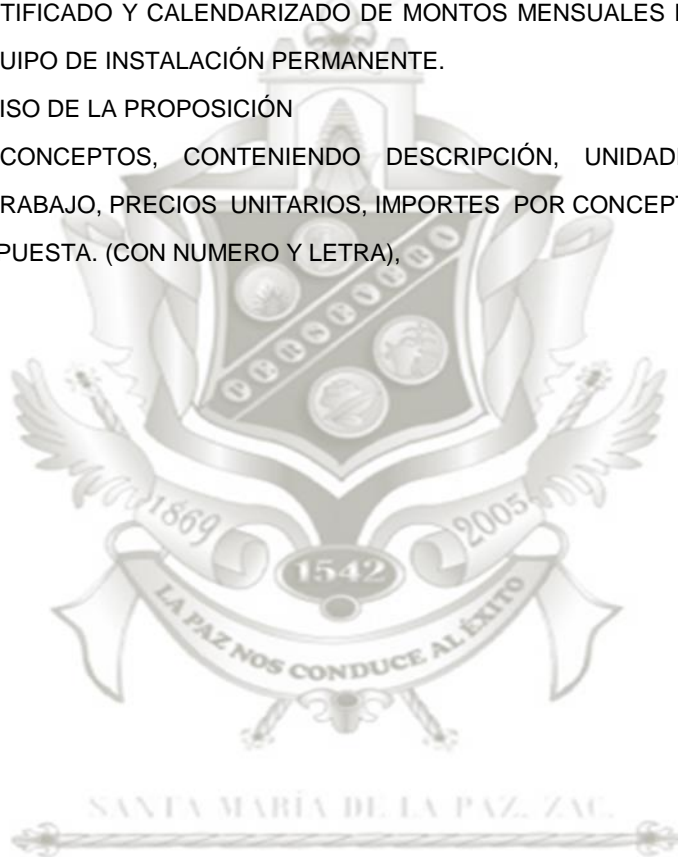 TIFICADO Y CALENDARIZADO DE MONTOS MENSUALES
UIPO DE INSTALACIÓN PERMANENTE.
ISO DE LA PROPOSICIÓN
CONCEPTOS, CONTENIENDO DESCRIPCIÓN, UNIDAD
RABAJO, PRECIOS UNITARIOS, IMPORTES POR CONCEPT
PUESTA. (CON NUMERO Y LETRA),
PERSEVERO
1869
2005
1542
LA PAZ NOS CONDUCE AL ÉXITO
SANTA MARÍA DE LA PAZ, ZAC.